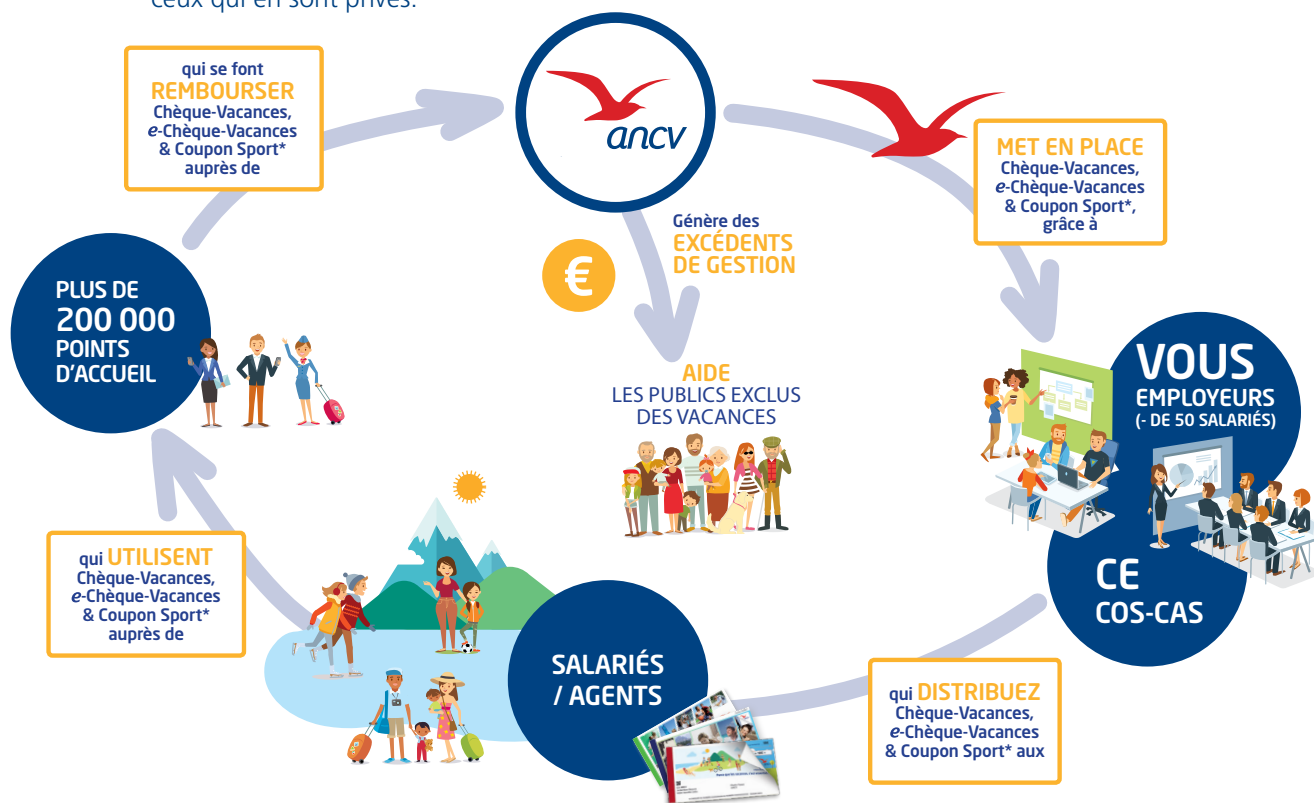 ceux qui en sont privés.
qui se font
REMBOURSER
Chèque-Vacances,
e-Chèque-Vacances
& Coupon Sport*
auprès de
ancv
MET EN PLACE
Chèque-Vacances,
e-Chèque-Vacances
& Coupon Sport*,
grâce à
Génère des
EXCÉDENTS
DE GESTION
€
AIDE
LES PUBLICS EXCLUS
DES VACANCES
PLUS DE
200 000
POINTS
D'ACCUEIL
VOUS
EMPLOYEURS
(- DE 50 SALARIÉS)
CE
COS-CAS
qui UTILISENT
Chèque-Vacances,
e-Chèque-Vacances
& Coupon Sport*
auprès de
SALARIÉS
/ AGENTS
qui DISTRIBUEZ
Chèque-Vacances,
e-Chèque-Vacances
& Coupon Sport* aux